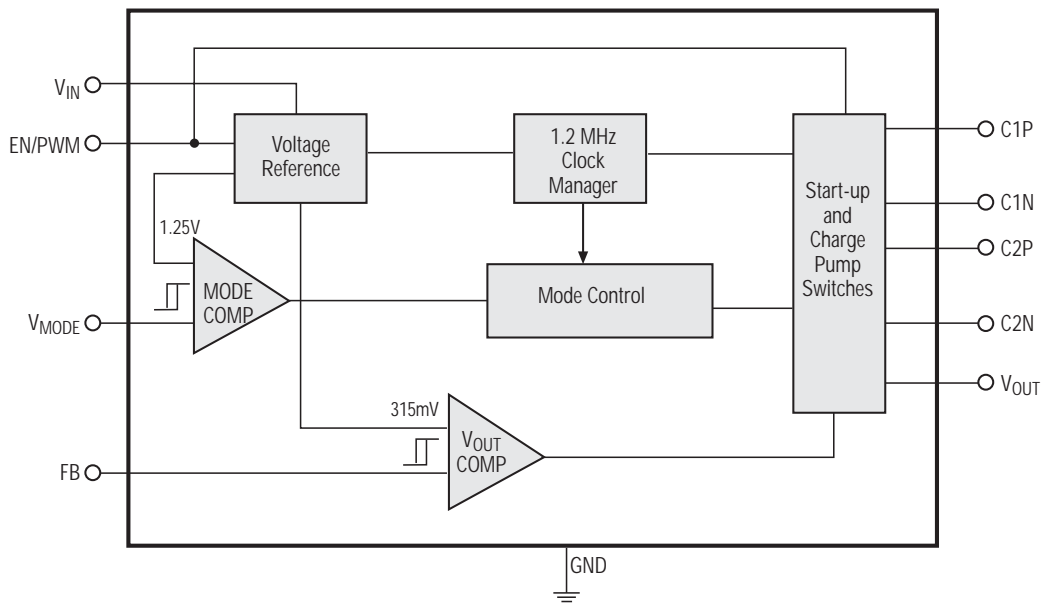 V_IN
EN/PWM
Voltage
Reference
1.2 MHz
Clock
Manager
C1P
Start-up
and
Charge
Pump
Switches
C1N
C2P
1.25V
MODE
COMP
Mode Control
V_MODE
C2N
V_OUT
315mV
V_OUT
COMP
FB
GND